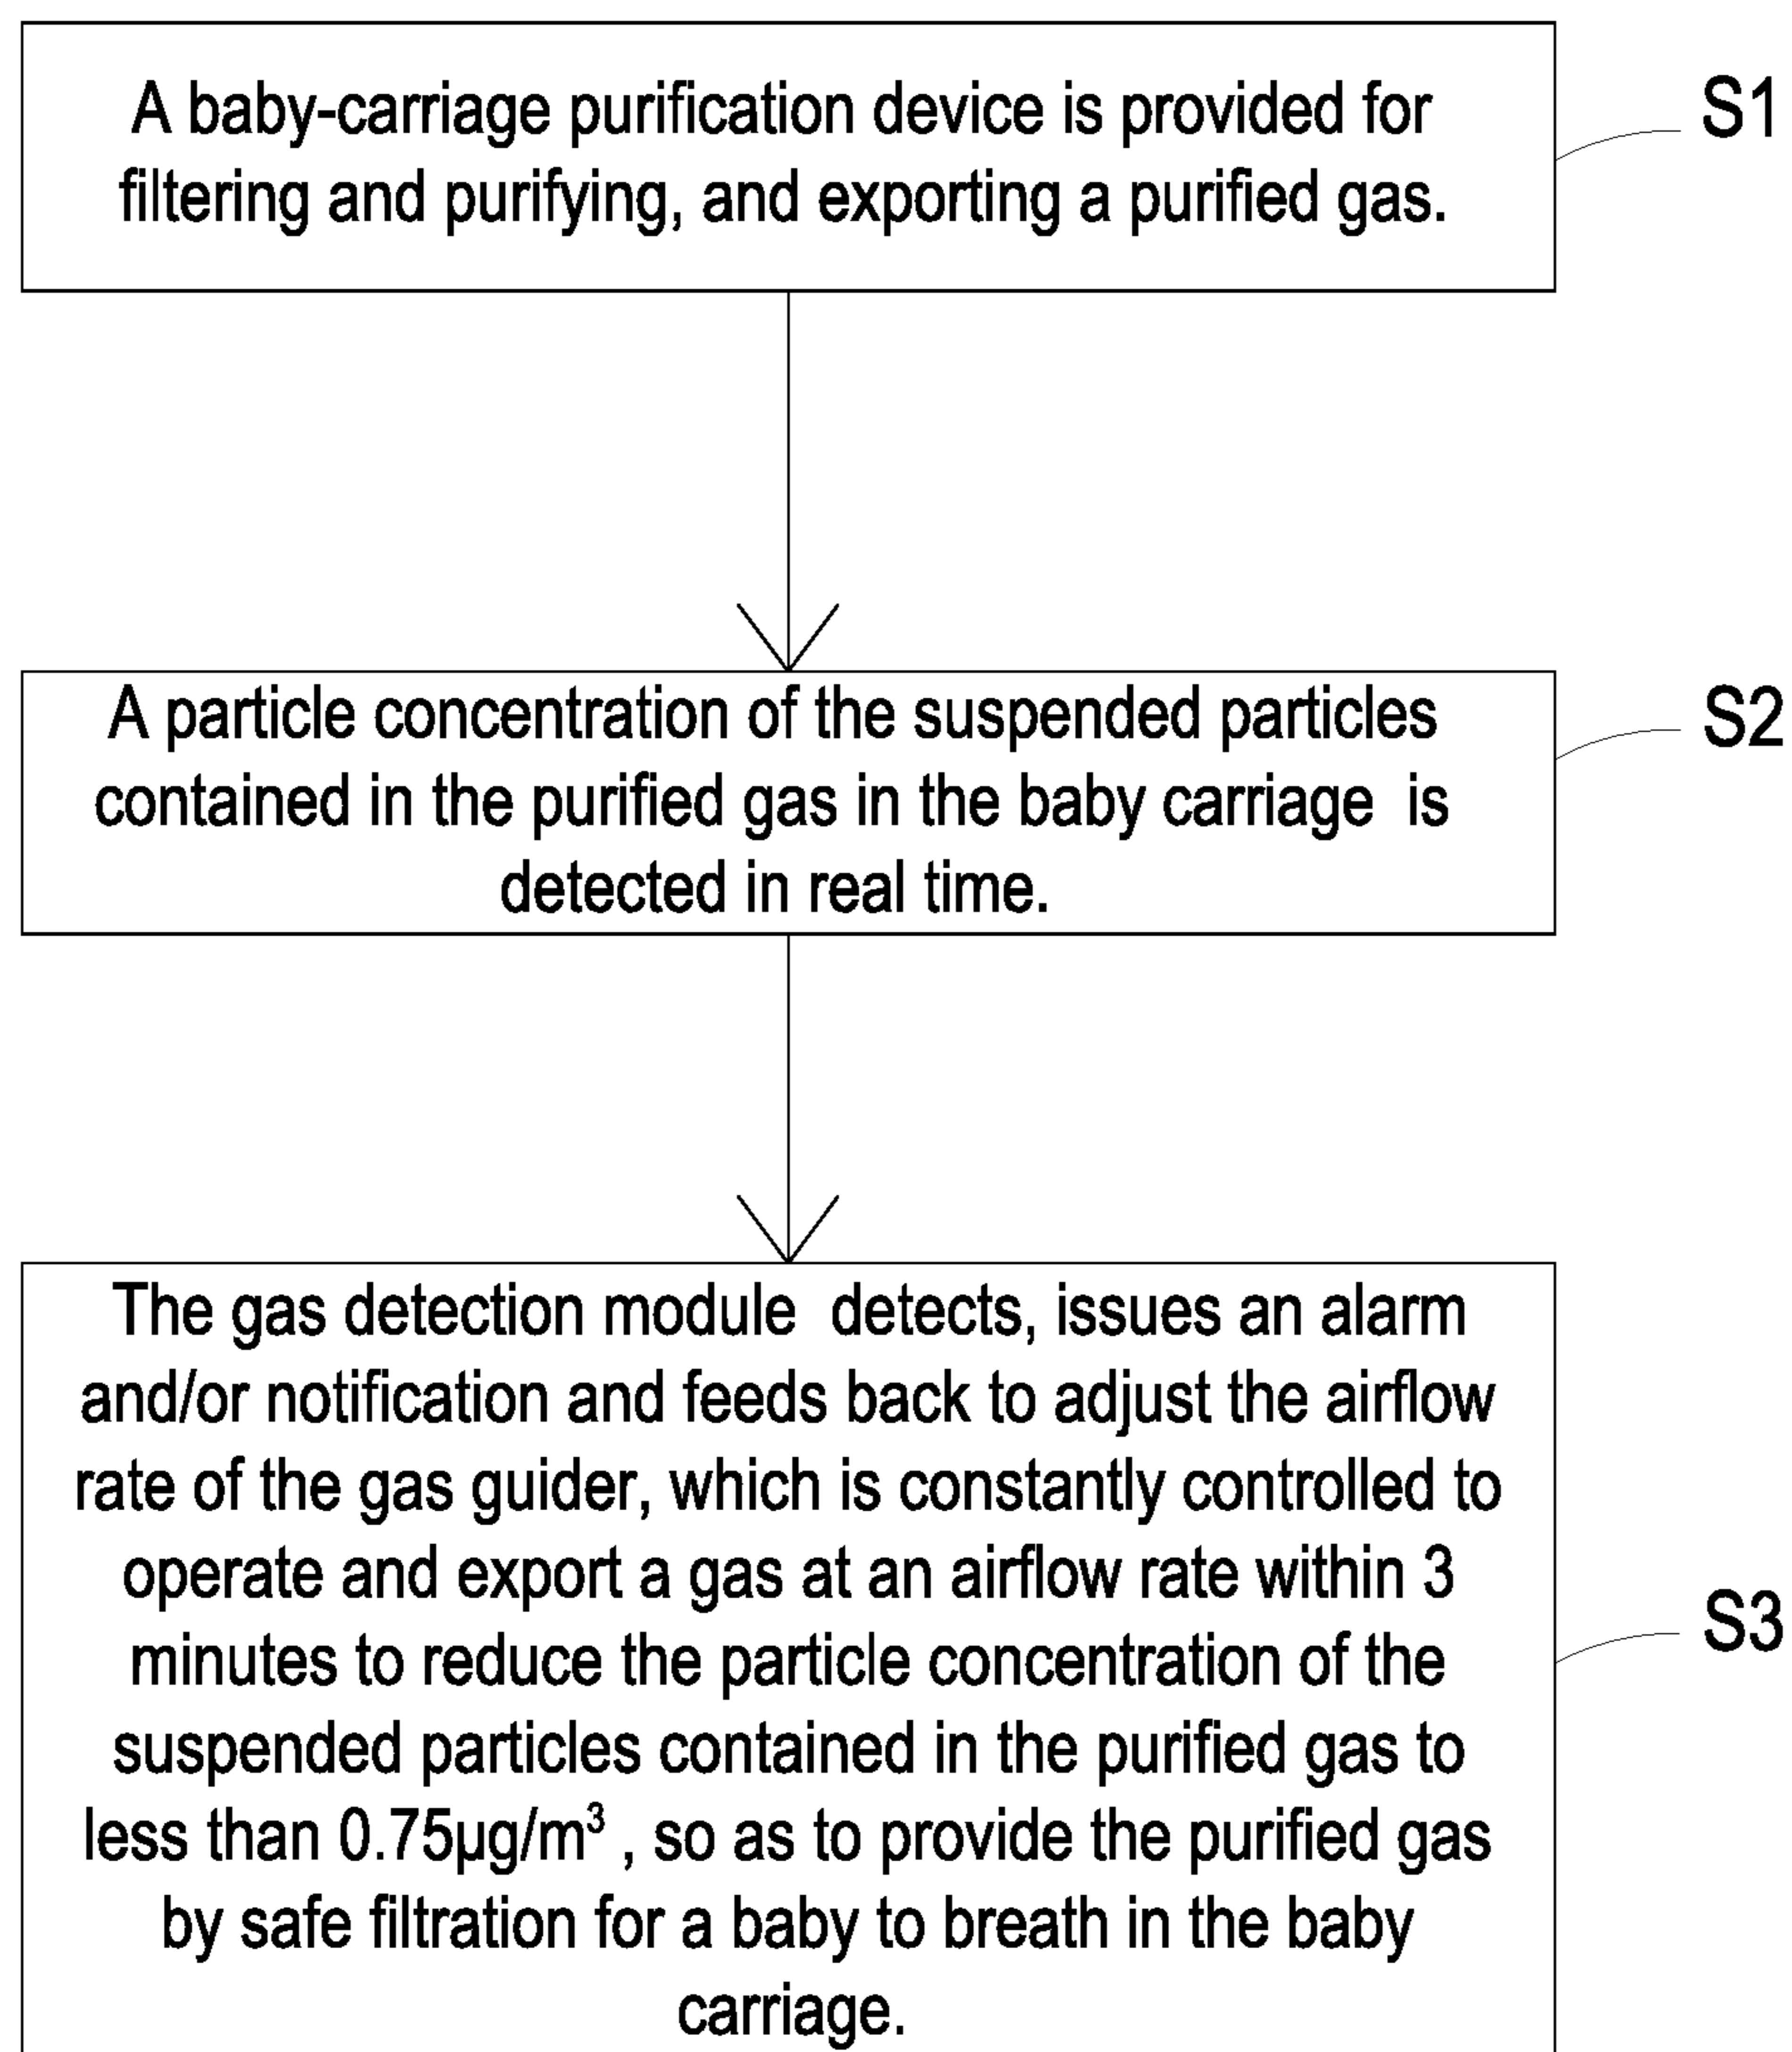 A baby-carriage purification device is provided for
filtering and purifying, and exporting a purified gas.
S1
A particle concentration of the suspended particles
contained in the purified gas in the baby carriage is
detected in real time.
S2
The gas detection module detects, issues an alarm
and/or notification and feeds back to adjust the airflow
rate of the gas guider, which is constantly controlled to
operate and export a gas at an airflow rate within 3
minutes to reduce the particle concentration of the
suspended particles contained in the purified gas to
less than 0.75μg/m³ , so as to provide the purified gas
by safe filtration for a baby to breath in the baby
carriage.
S3